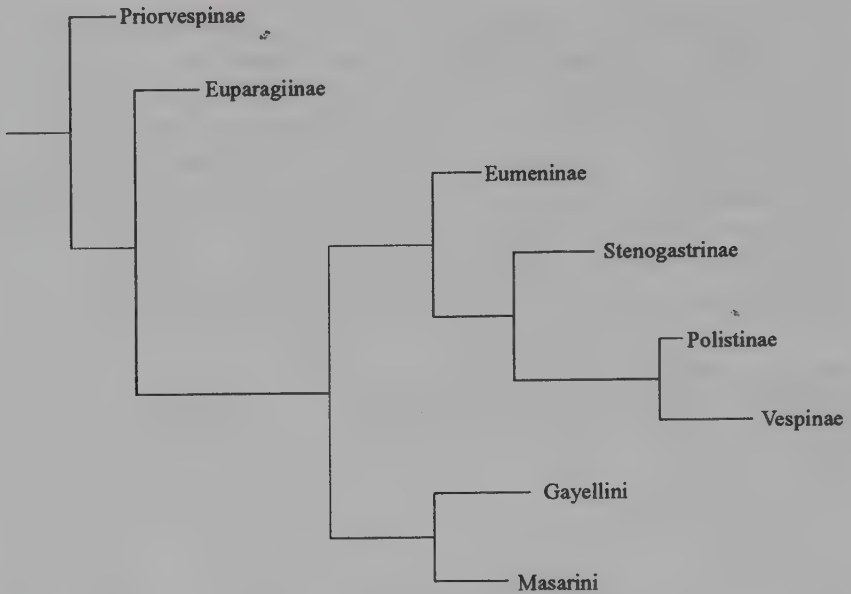 Priorvespinae
Euparagiinae
Eumeninae
Stenogastrinae
Polistinae
Vespinae
Gayellini
Masarini